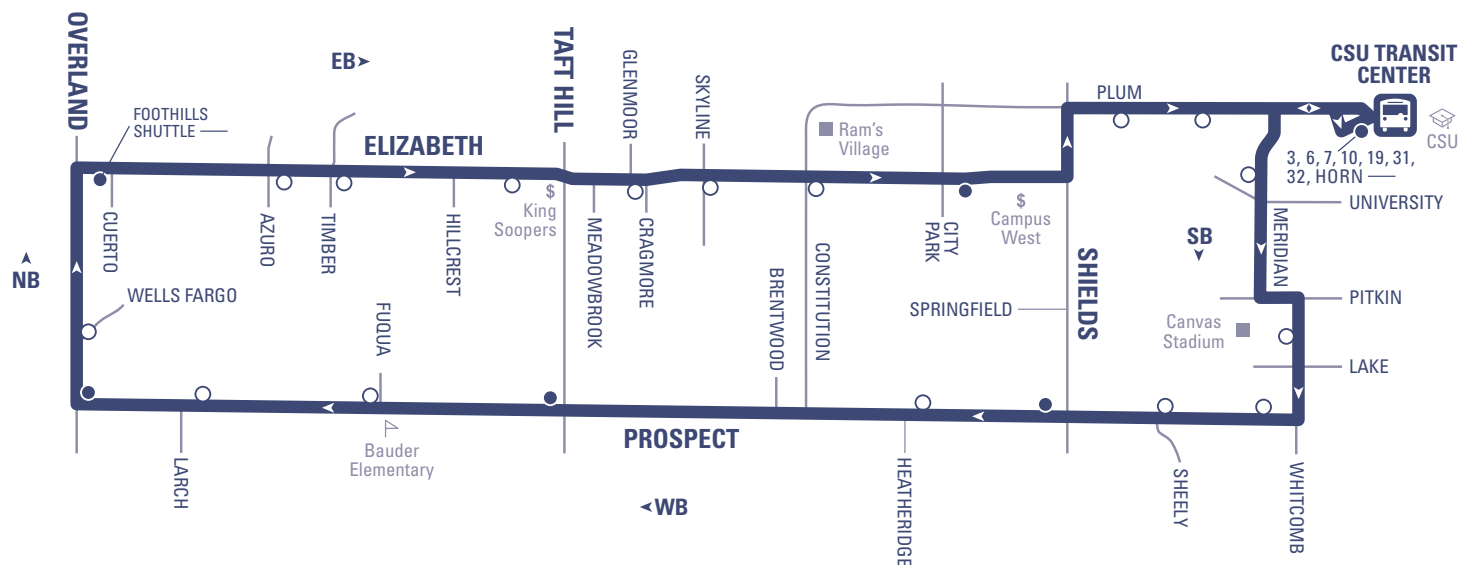 OVERLAND
EB
TAFT HILL
GLENMOOR
SKYLINE
CSU TRANSIT
CENTER
PLUM
FOOTHILLS
SHUTTLE
ELIZABETH
Ram's
Village
CSU
3, 6, 7, 10, 19, 31,
32, HORN
$
King
Soopers
$
Campus
West
UNIVERSITY
CUERTO
AZURO
TIMBER
HILLCREST
MEADOWBROOK
CRAGMORE
CITY
PARK
MERIDIAN
SB
NB
WELLS FARGO
FUQUA
BRENTWOOD
CONSTITUTION
SPRINGFIELD
SHIELDS
PITKIN
Canvas
Stadium
LAKE
PROSPECT
Bauder
Elementary
LARCH
HEATHERIDGE
SHEELY
WHITCOMB
WB